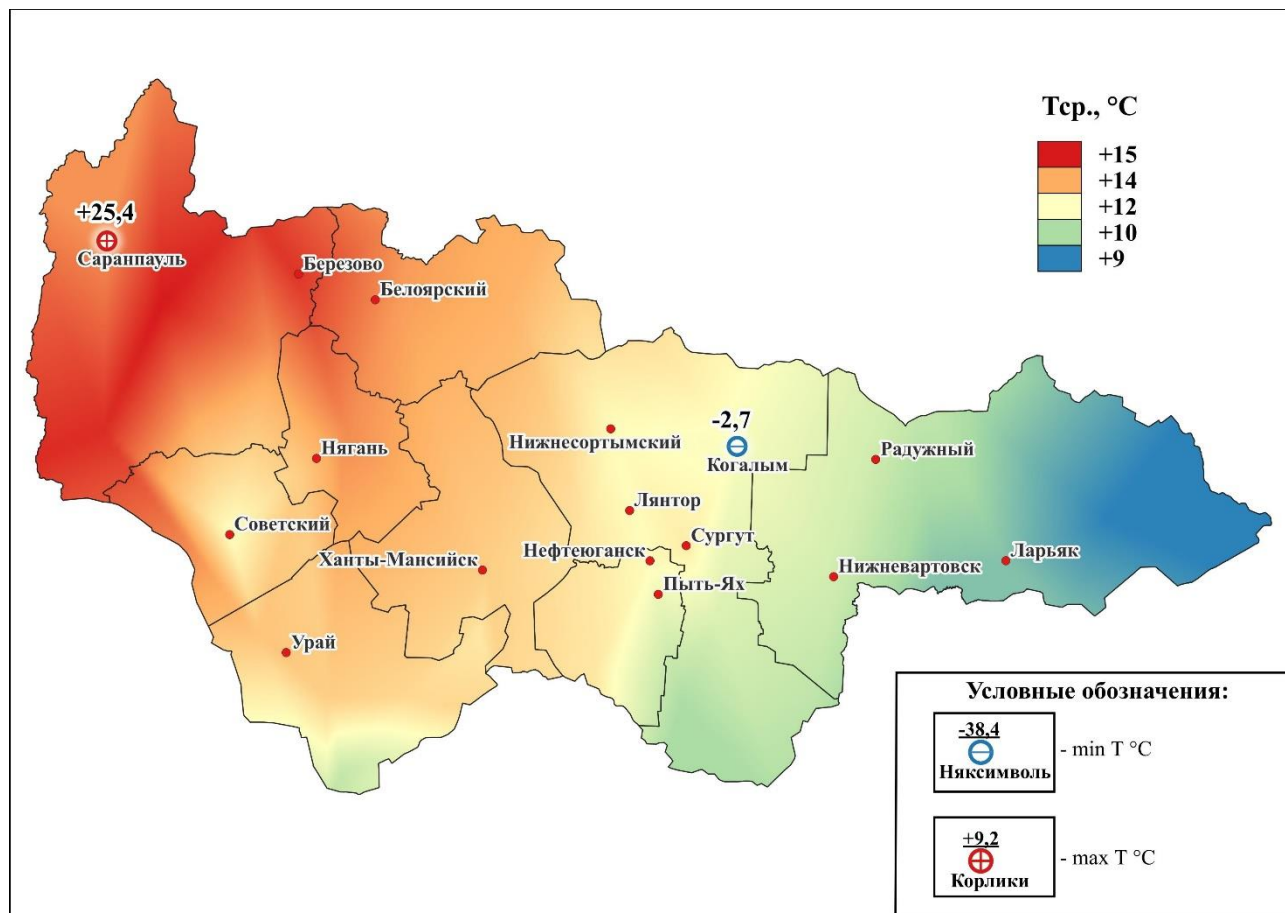 Тср., °C
+15
+14
+12
+10
+9
+25,4
Саранпауль
Березово
Белоярский
-2,7
Когалым
Нижнесортымский
Радужный
Нягань
Лянтор
Советский
Сургут
Ханты-Мансийск
Нефтеюганск
Ларьяк
Нижневартовск
Пыть-Ях
Урай
Условные обозначения:
-38,4
Няксимволь
- min T °C
+9,2
Корлики
- max T °C